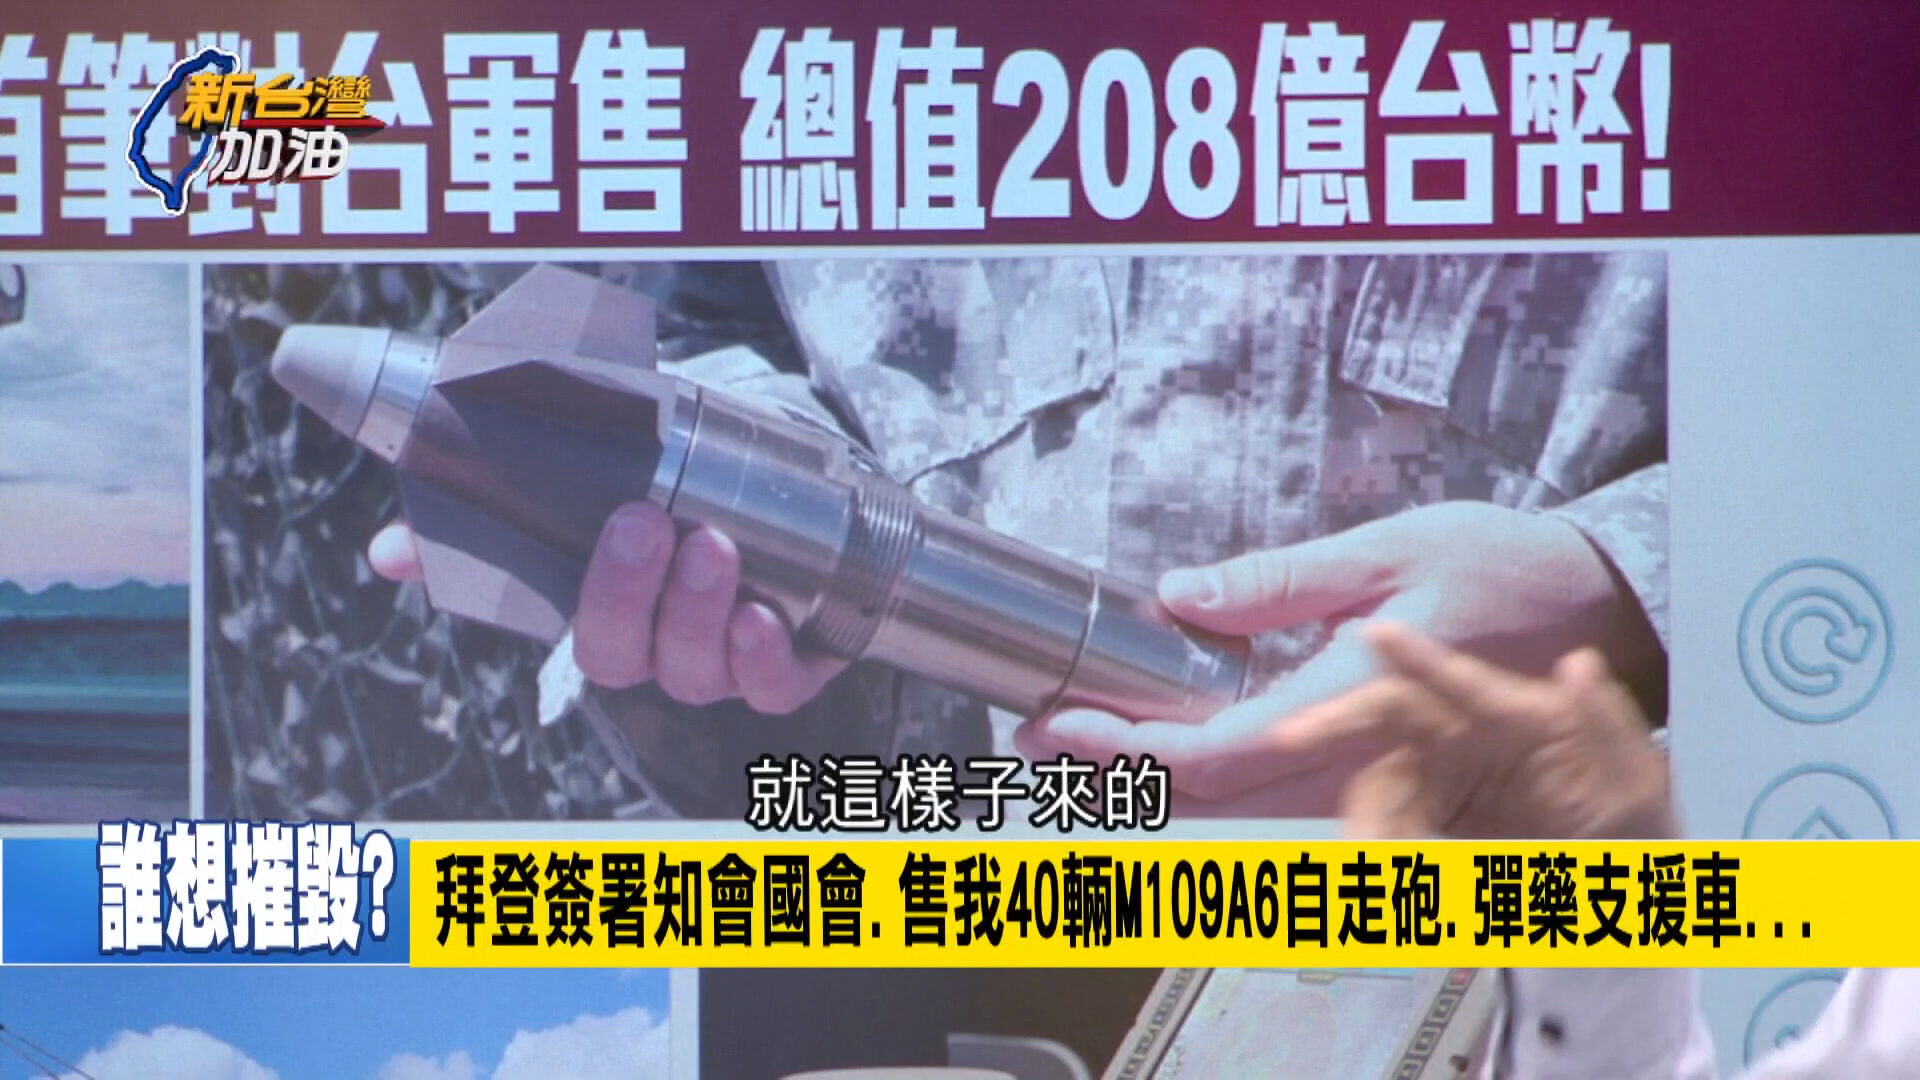 首筆對台軍售 總值208億台幣!
新台灣
加油
就這樣子來的
誰想摧毀?
拜登簽署知會國會.售我40輛M109A6自走砲.彈藥支援車...